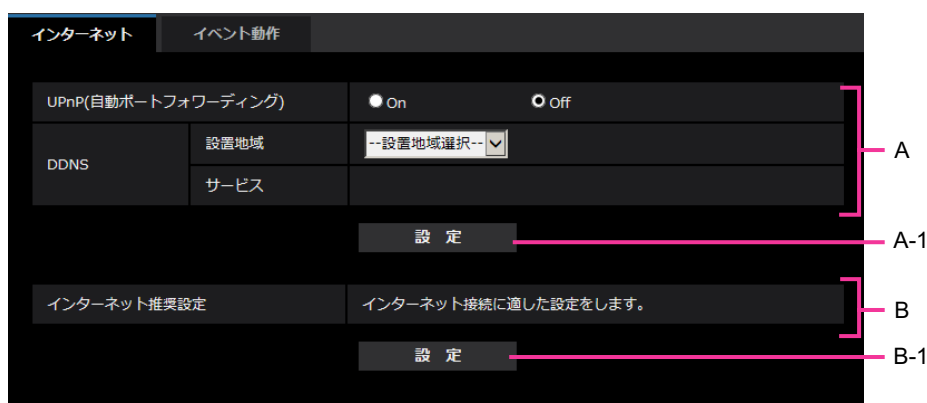 インターネット イベント動作
UPnP(自動ポートフォワーディング) On Off
A
DDNS
設置地域 --設置地域選択--
サービス
設 定
A-1
インターネット推奨設定 インターネット接続に適した設定をします。
B
設 定
B-1